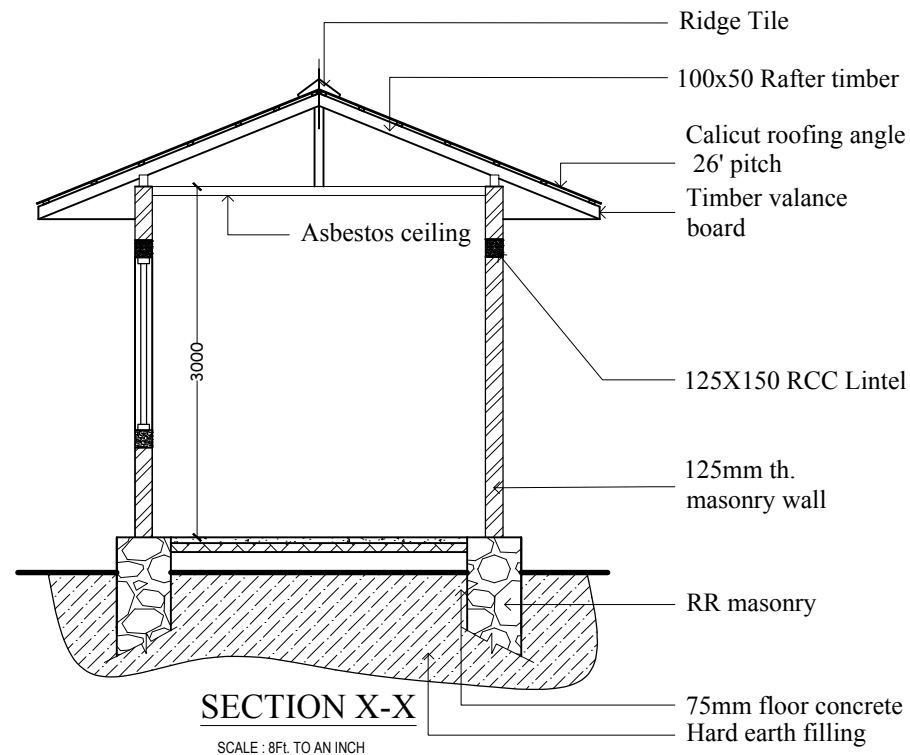 Ridge Tile
100x50 Rafter timber
Calicut roofing angle
26' pitch
Timber valance
board
Asbestos ceiling
3000
125X150 RCC Lintel
125mm th.
masonry wall
RR masonry
75mm floor concrete
Hard earth filling
SECTION X-X
SCALE : 8Ft. TO AN INCH